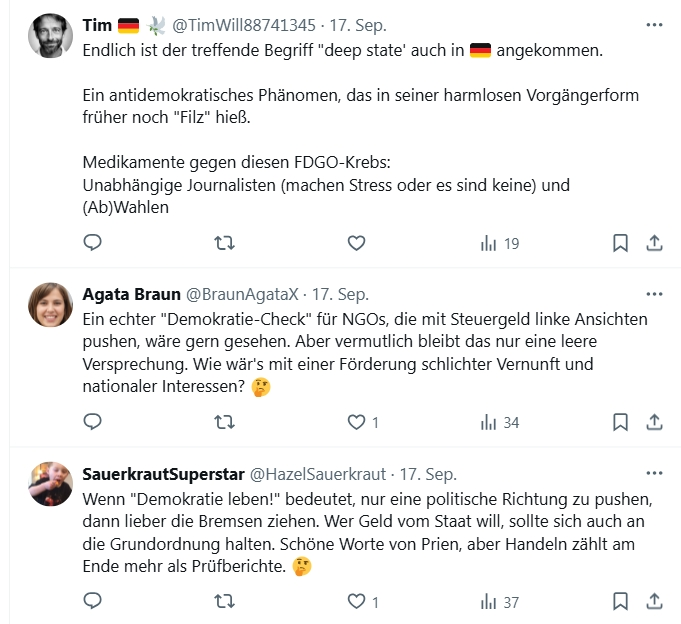 Tim 🇩🇪 🕊️ @TimWill88741345 · 17. Sep.
Endlich ist der treffende Begriff "deep state' auch in 🇩🇪 angekommen.
Ein antidemokratisches Phänomen, das in seiner harmlosen Vorgängerform
früher noch "Filz" hieß.
Medikamente gegen diesen FDGO-Krebs:
Unabhängige Journalisten (machen Stress oder es sind keine) und
(Ab)Wahlen
19
Agata Braun @BraunAgataX · 17. Sep.
Ein echter "Demokratie-Check" für NGOs, die mit Steuergeld linke Ansichten
pushen, wäre gern gesehen. Aber vermutlich bleibt das nur eine leere
Versprechung. Wie wär's mit einer Förderung schlichter Vernunft und
nationaler Interessen? 🤔
1 34
SauerkrautSuperstar @HazelSauerkraut · 17. Sep.
Wenn "Demokratie leben!" bedeutet, nur eine politische Richtung zu pushen,
dann lieber die Bremsen ziehen. Wer Geld vom Staat will, sollte sich auch an
die Grundordnung halten. Schöne Worte von Prien, aber Handeln zählt am
Ende mehr als Prüfberichte. 🤔
1 37